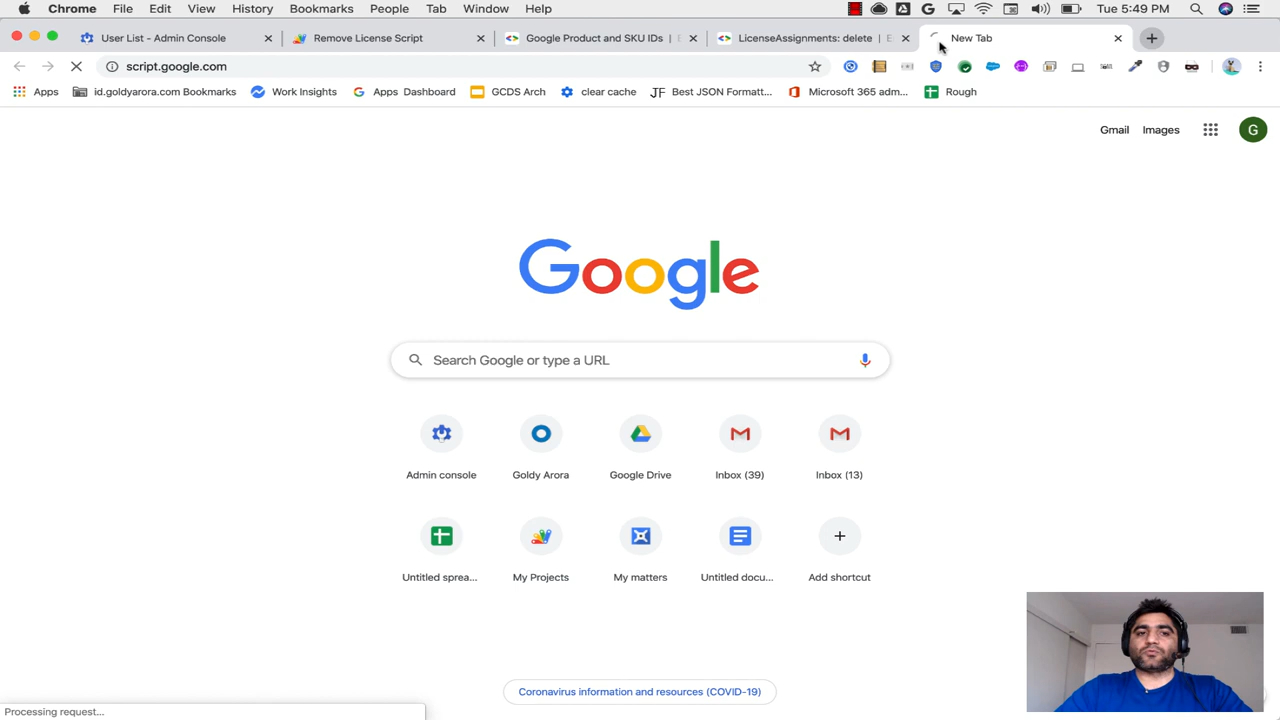 Chrome File Edit View History Bookmarks People Tab Window Help Tue 5:49 PM
User List - Admin Console Remove License Script Google Product and SKU IDs | E LicenseAssignments: delete | E New Tab
script.google.com
Apps id.goldyarora.com Bookmarks Work Insights Apps Dashboard GCDS Arch clear cache Best JSON Formatt... Microsoft 365 adm... Rough
Gmail Images G
Google
Search Google or type a URL
Admin console Goldy Arora Google Drive Inbox (39) Inbox (13)
Untitled sprea... My Projects My matters Untitled docu... Add shortcut
Coronavirus information and resources (COVID-19)
Processing request...